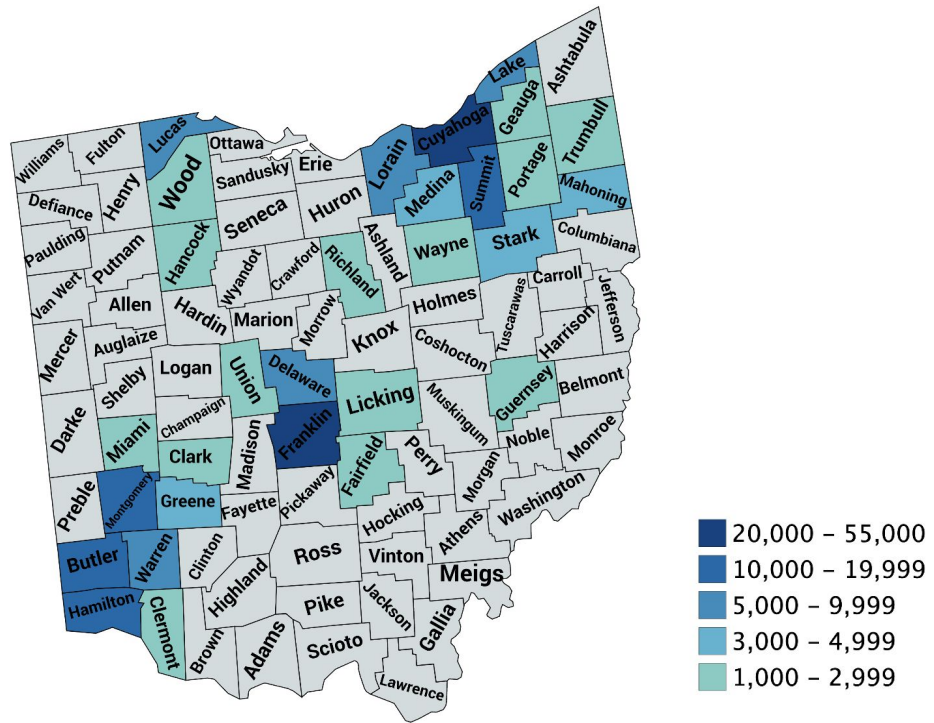 Ashtabula
Lake
Geauga
Cuyahoga
Trumbull
Williams
Fulton
Lucas
Ottawa
Wood
Sandusky
Erie
Lorain
Medina
Summit
Portage
Mahoning
Defiance
Henry
Seneca
Huron
Paulding
Putnam
Hancock
Wyandot
Crawford
Richland
Ashland
Wayne
Stark
Columbiana
Van Wert
Allen
Hardin
Marion
Morrow
Knox
Holmes
Tuscarawas
Carroll
Jefferson
Mercer
Auglaize
Logan
Union
Delaware
Coshocton
Harrison
Shelby
Darke
Miami
Champaign
Clark
Madison
Franklin
Licking
Fairfield
Perry
Muskingum
Guernsey
Belmont
Noble
Monroe
Preble
Montgomery
Greene
Fayette
Pickaway
Hocking
Morgan
Athens
Washington
Butler
Warren
Clinton
Highland
Ross
Vinton
Meigs
Hamilton
Clermont
Brown
Adams
Pike
Scioto
Jackson
Gallia
Lawrence
20,000 – 55,000
10,000 – 19,999
5,000 – 9,999
3,000 – 4,999
1,000 – 2,999